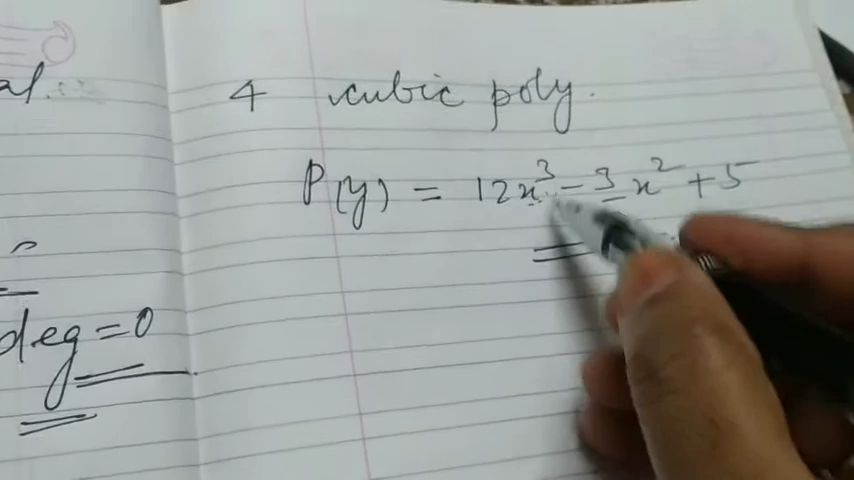 al.
deg = 0
4 cubic poly.
P(y) = 12x³ - 3x² + 5